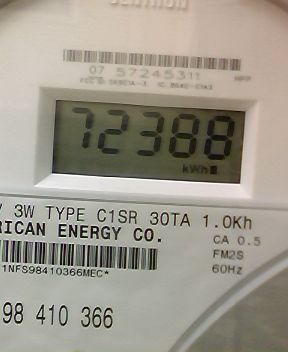 07 57245311
72388
kWh
V 3W TYPE C1SR 30TA 1.0Kh
RICAN ENERGY CO.
CA 0.5
FM2S
60Hz
1NFS98410366MEC*
98 410 366